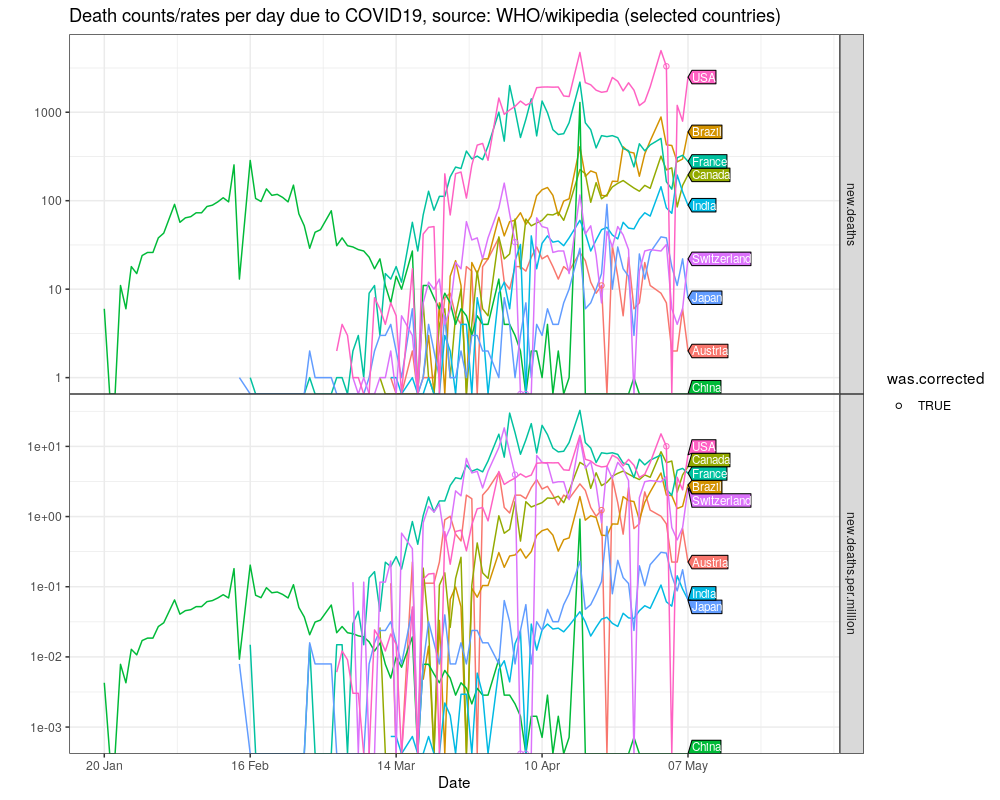 Death counts/rates per day due to COVID19, source: WHO/wikipedia (selected countries)
1000
100
10
1
USA
Brazil
France
Canada
India
Switzerland
Japan
Austria
China
new.deaths
1e+01
1e+00
1e-01
1e-02
1e-03
USA
Canada
France
Brazil
Switzerland
Austria
India
Japan
China
new.deaths.per.million
20 Jan
16 Feb
14 Mar
10 Apr
07 May
Date
was.corrected
TRUE